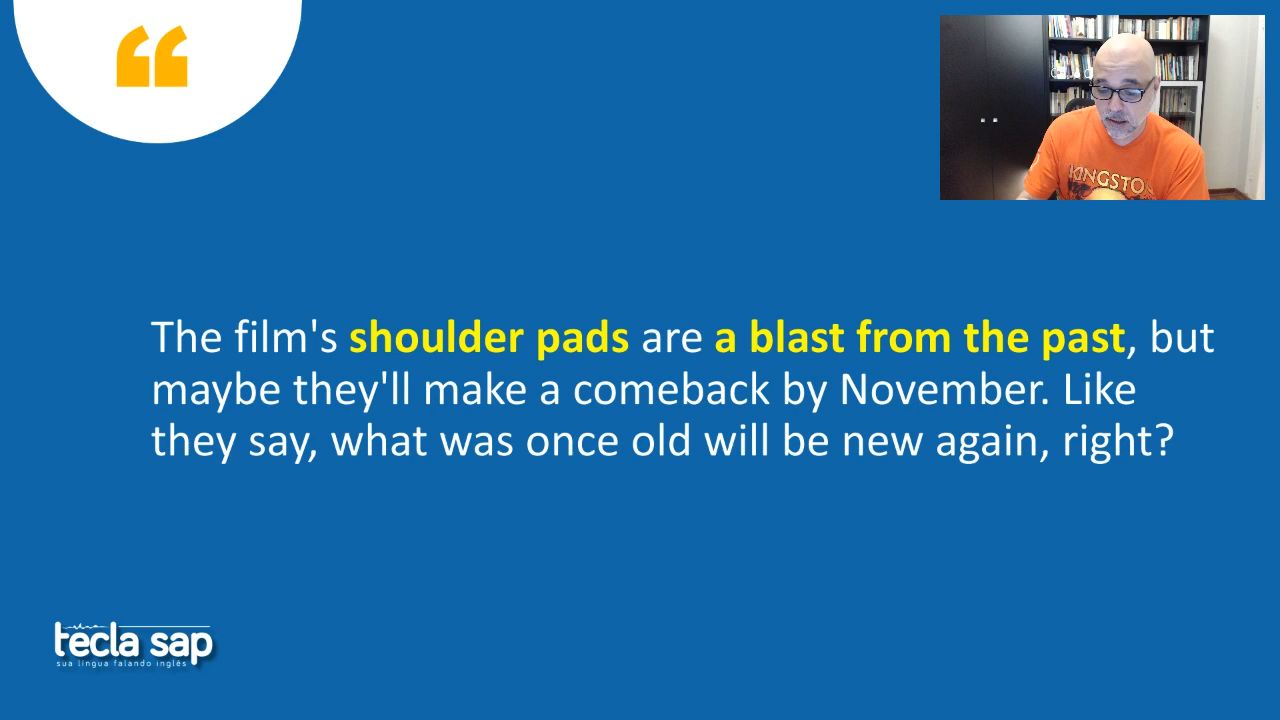 “
KINGSTO
The film's shoulder pads are a blast from the past, but
maybe they'll make a comeback by November. Like
they say, what was once old will be new again, right?
tecla sap
sua língua falando inglês